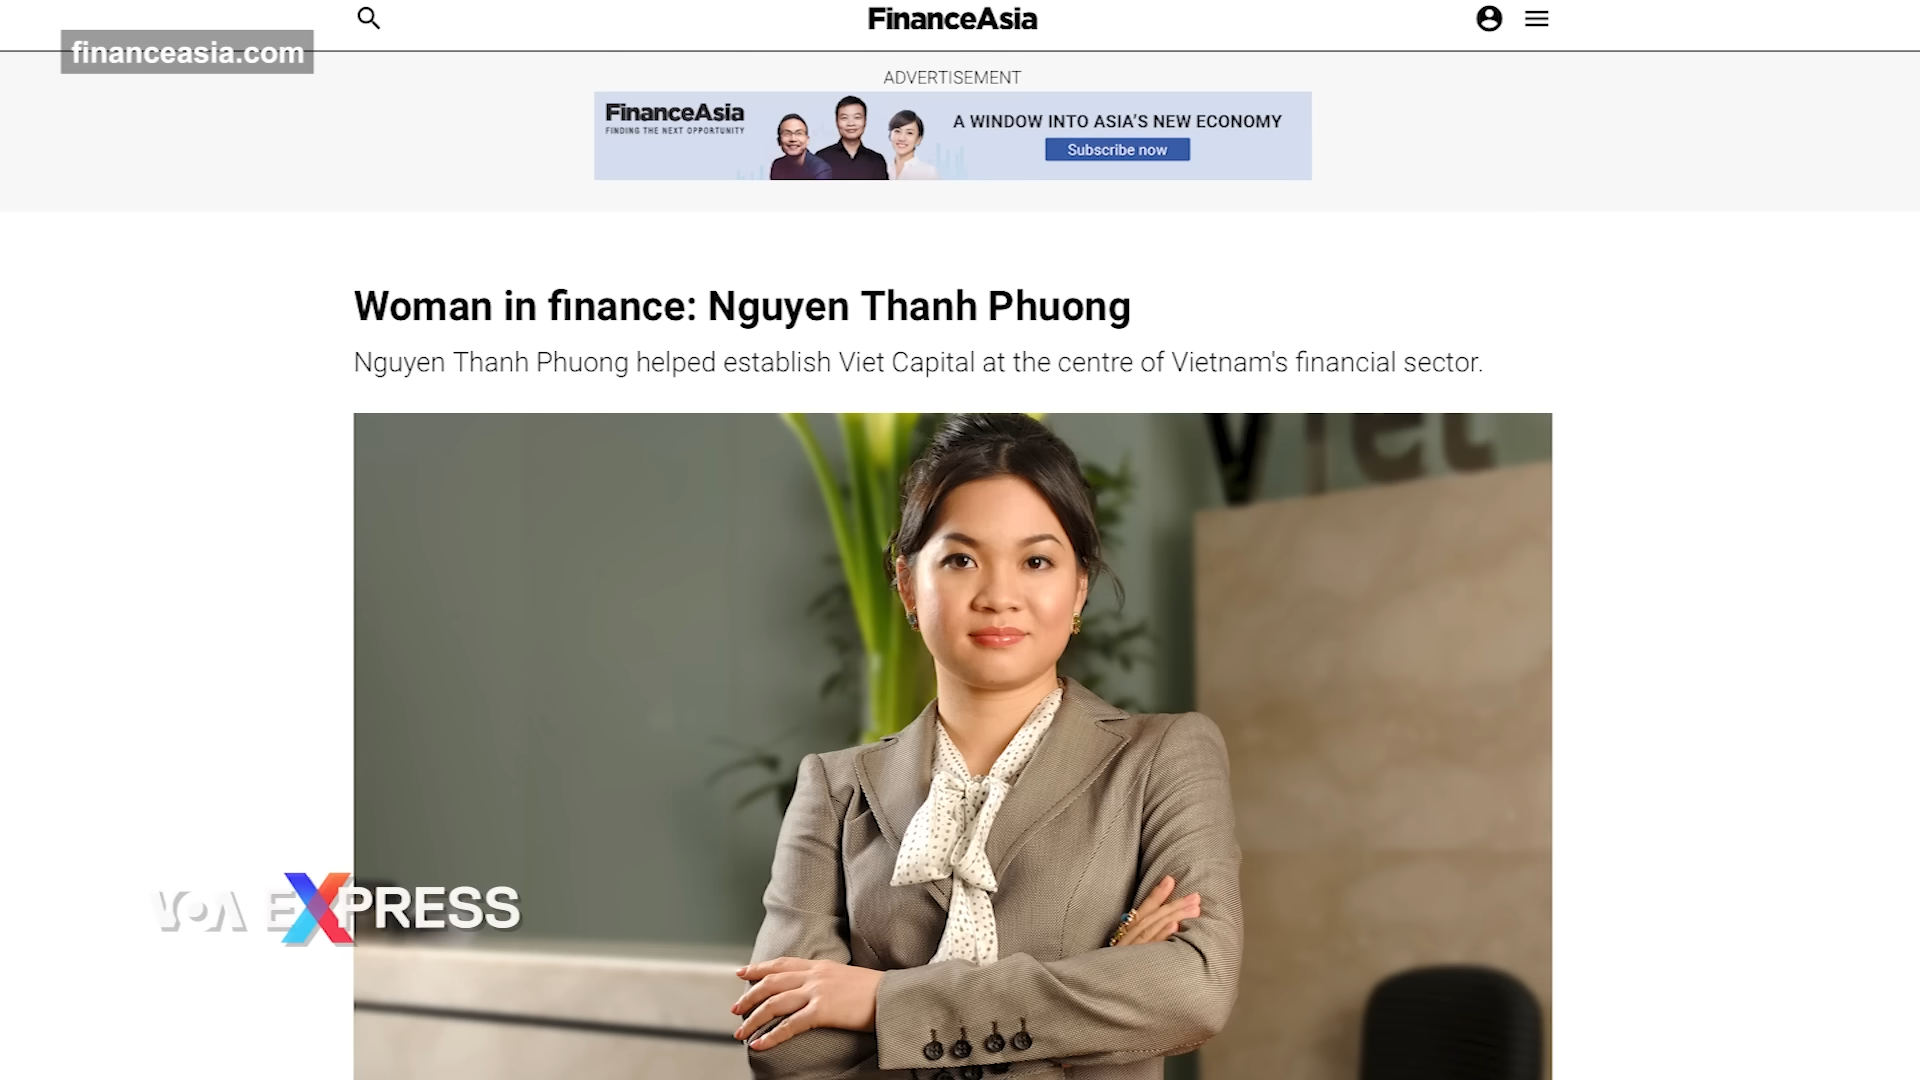 financeasia.com
FinanceAsia
ADVERTISEMENT
FinanceAsia
FINDING THE NEXT OPPORTUNITY
A WINDOW INTO ASIA'S NEW ECONOMY
Subscribe now
Woman in finance: Nguyen Thanh Phuong
Nguyen Thanh Phuong helped establish Viet Capital at the centre of Vietnam's financial sector.
Viet
VOA EXPRESS